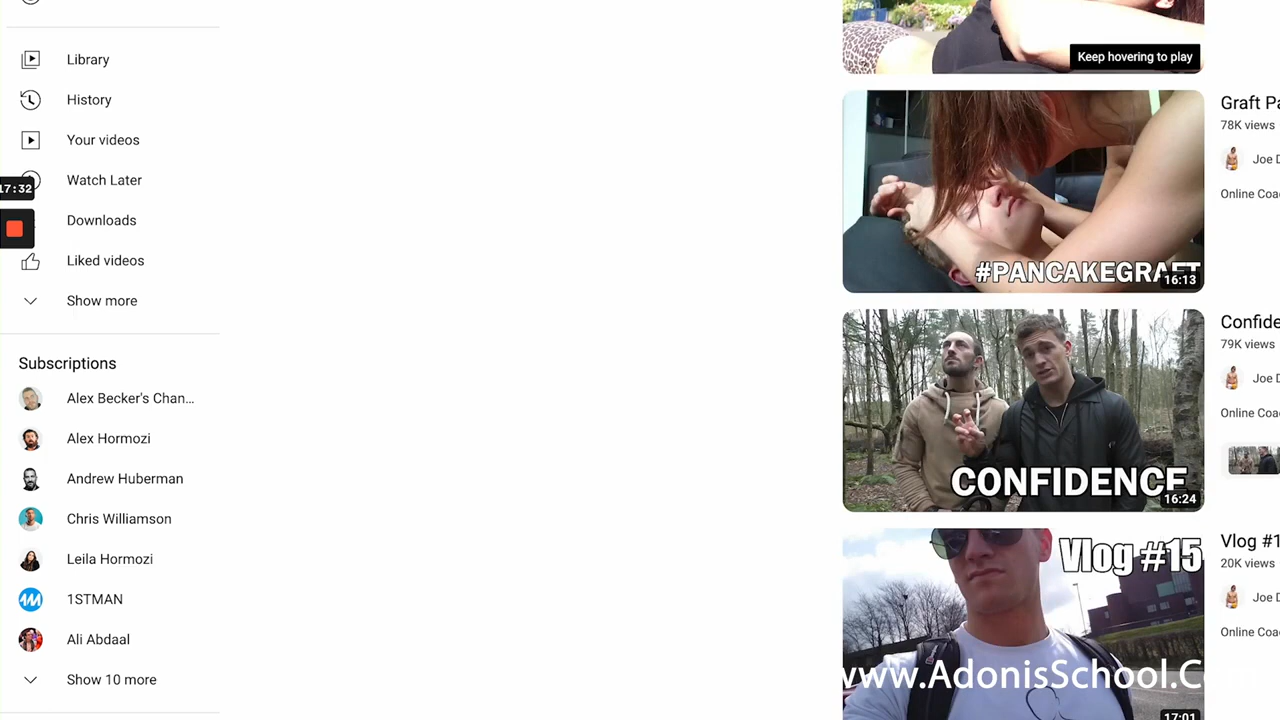 Library
History
Your videos
Watch Later
17:32
Downloads
Liked videos
Show more
Subscriptions
Alex Becker's Chan...
Alex Hormozi
Andrew Huberman
Chris Williamson
Leila Hormozi
1STMAN
Ali Abdaal
Show 10 more
Keep hovering to play
#PANCAKEGRAFT
16:13
Graft Pa
78K views
Joe D
Online Coac
CONFIDENCE
16:24
Confide
79K views
Joe D
Online Coac
Vlog #15
17:01
Vlog #1
20K views
Joe D
Online Coac
www.AdonisSchool.Com